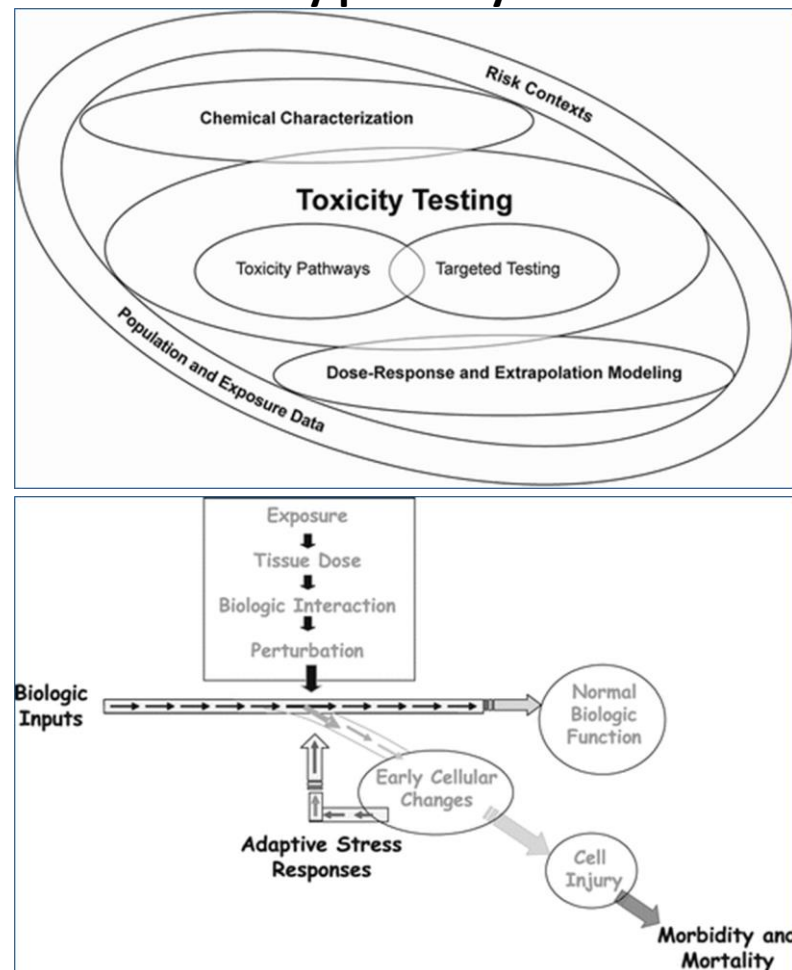 Risk Contexts
Chemical Characterization
Toxicity Testing
Toxicity Pathways
Targeted Testing
Population and Exposure Data
Dose-Response and Extrapolation Modeling
Exposure
Tissue Dose
Biologic Interaction
Perturbation
Biologic
Inputs
Normal
Biologic
Function
Early Cellular
Changes
Adaptive Stress
Responses
Cell
Injury
Morbidity and
Mortality